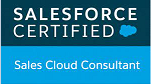 SALESFORCE
CERTIFIED
Sales Cloud Consultant